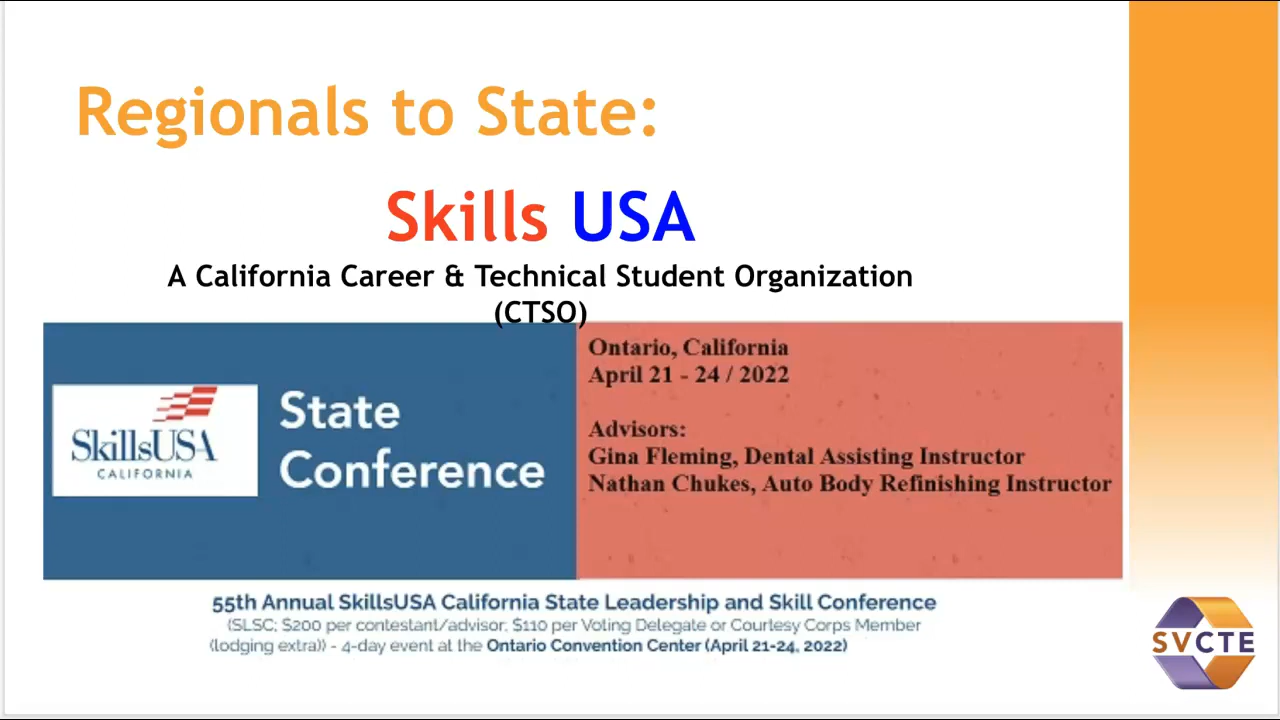 Regionals to State:
Skills USA
A California Career & Technical Student Organization
(CTSO)
SkillsUSA
CALIFORNIA
State
Conference
Ontario, California
April 21 - 24 / 2022
Advisors:
Gina Fleming, Dental Assisting Instructor
Nathan Chukes, Auto Body Refinishing Instructor
55th Annual SkillsUSA California State Leadership and Skill Conference
(SLSC; $200 per contestant/advisor, $110 per Voting Delegate or Courtesy Corps Member
(lodging extra)) - 4-day event at the Ontario Convention Center (April 21-24, 2022)
SVCTE